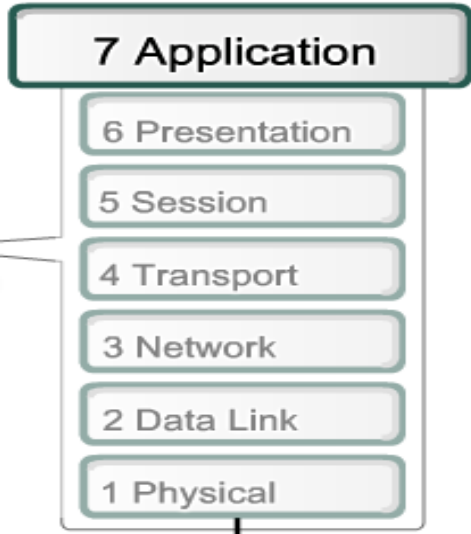 7 Application
6 Presentation
5 Session
4 Transport
3 Network
2 Data Link
1 Physical